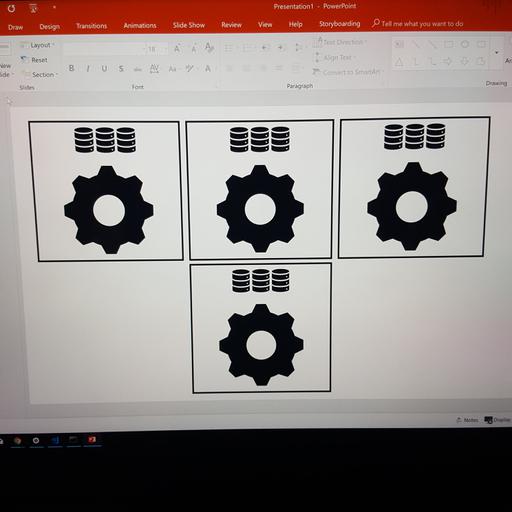 Presentation1 - PowerPoint
Draw Design Transitions Animations Slide Show Review View Help Storyboarding Tell me what you want to do
Layout
Reset
Section
Slides
18
B I U S abc AV Aa A
Font
Text Direction
Align Text
Convert to SmartArt
Paragraph
Drawing
Notes Display